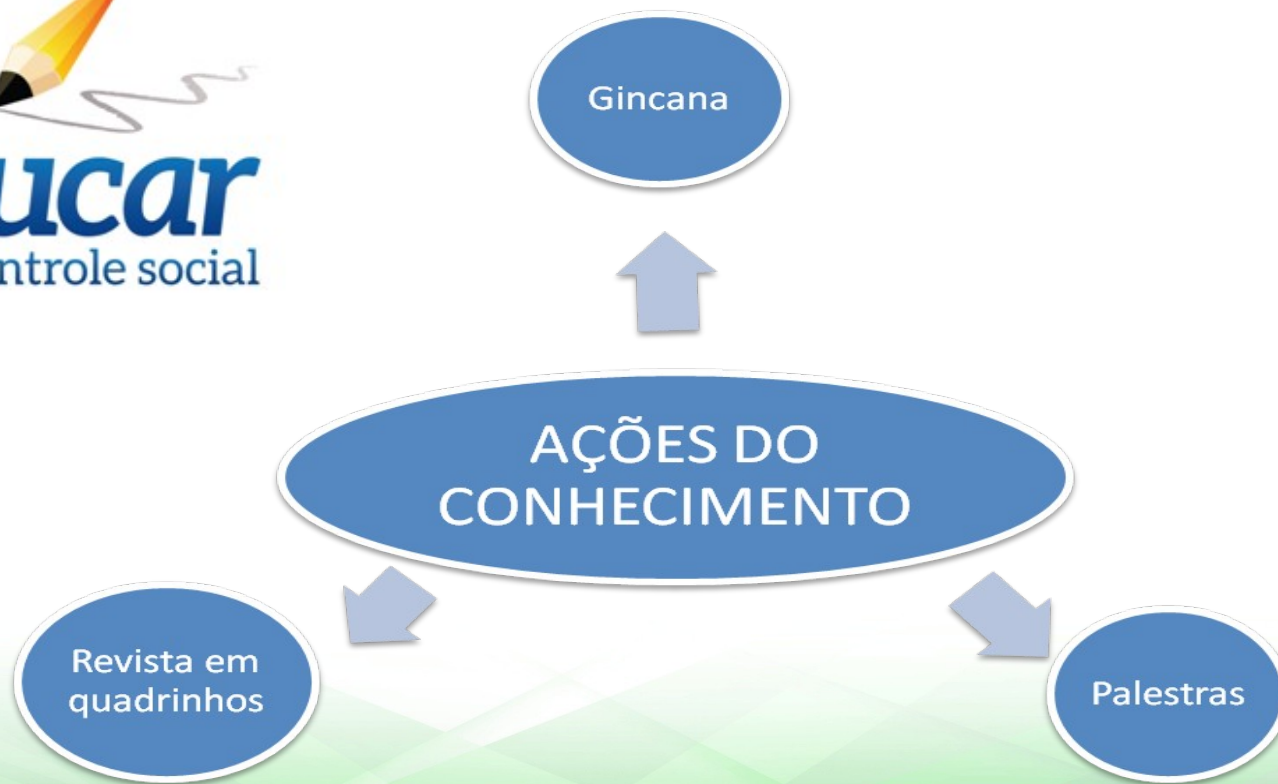 ucar
ntrole social
Gincana
AÇÕES DO
CONHECIMENTO
Revista em
quadrinhos
Palestras